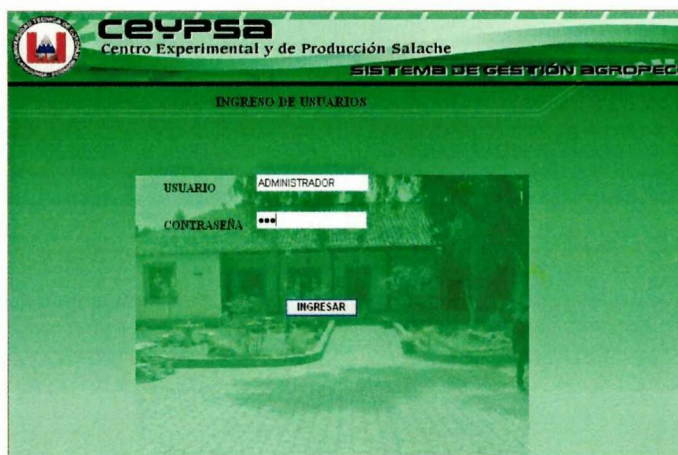 CEYPSA
Centro Experimental y de Producción Salache
SISTEMA DE GESTIÓN AGROPEC
INGRESO DE USUARIOS
USUARIO
ADMINISTRADOR
CONTRASEÑA
INGRESAR